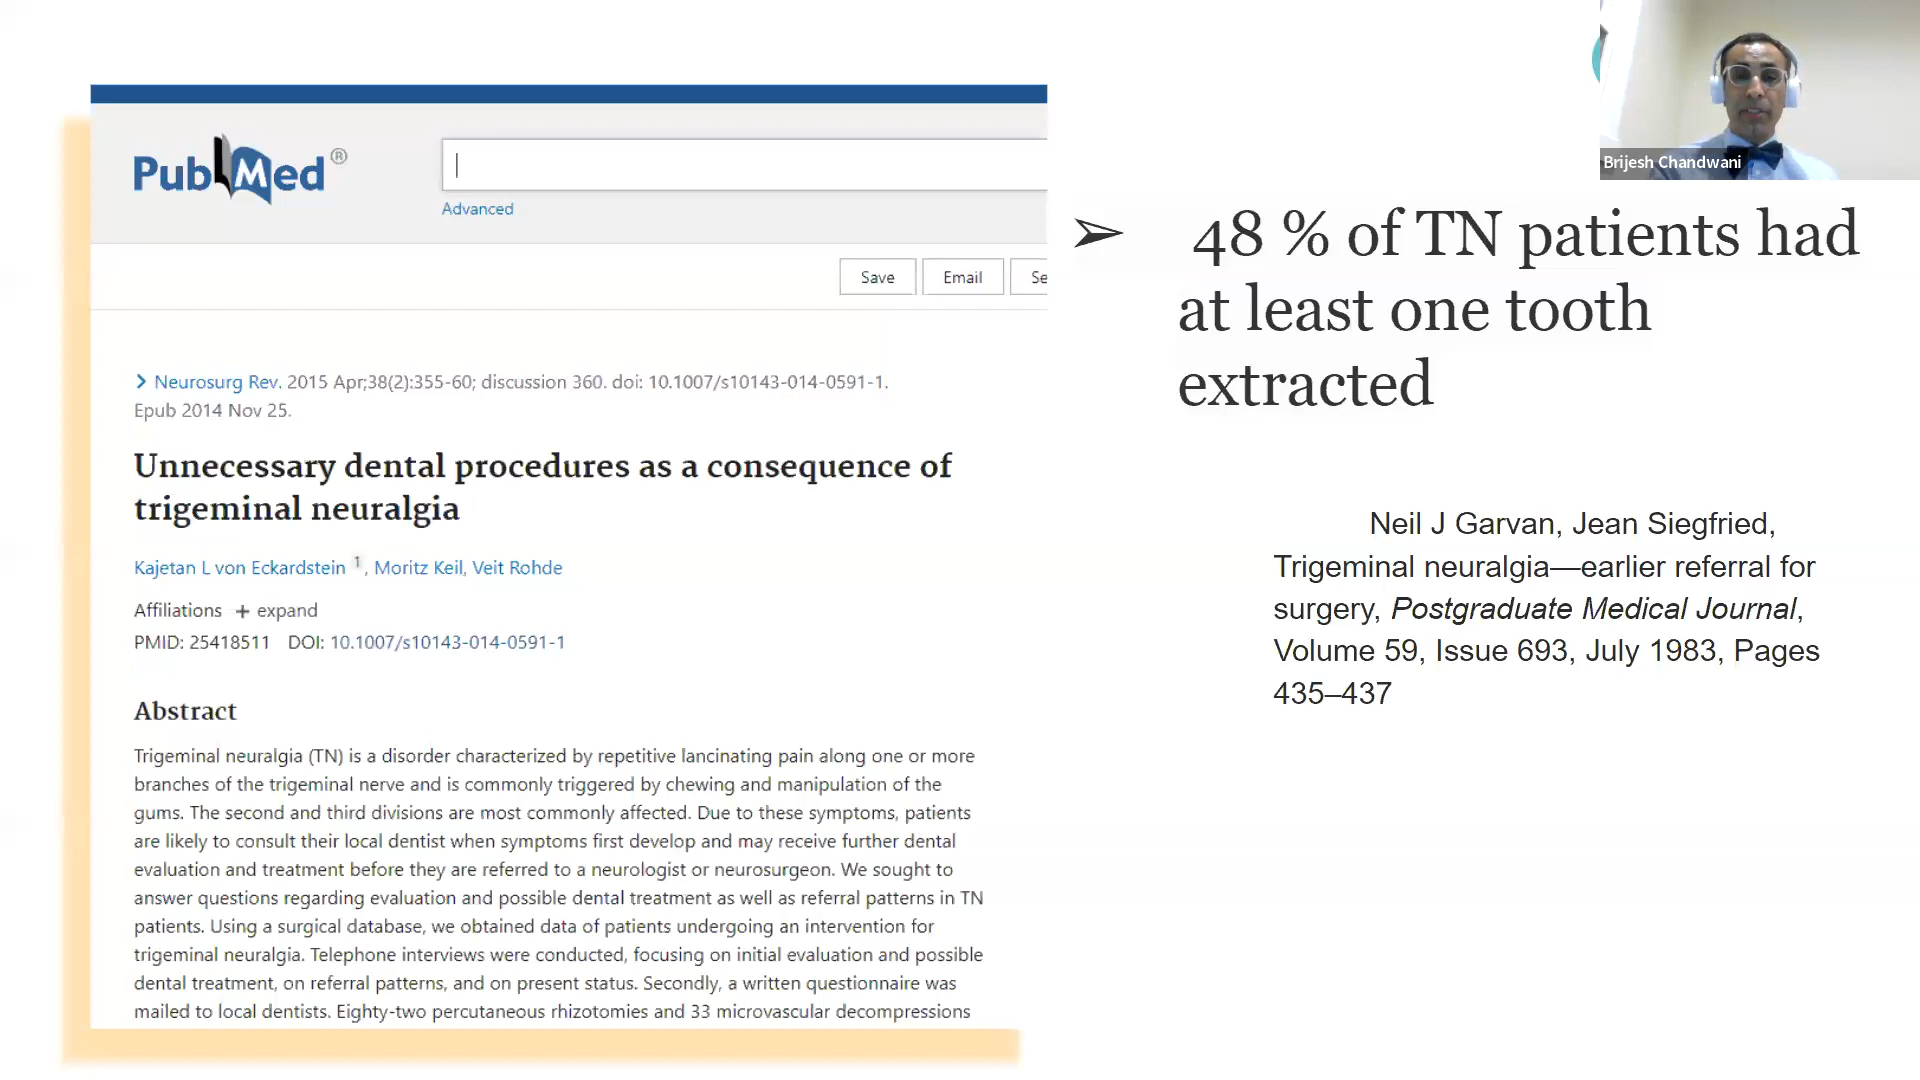 PubMed®
Advanced
Save
Email
Se
Neurosurg Rev. 2015 Apr;38(2):355-60; discussion 360. doi: 10.1007/s10143-014-0591-1.
Epub 2014 Nov 25.
Unnecessary dental procedures as a consequence of
trigeminal neuralgia
Kajetan L von Eckardstein 1, Moritz Keil, Veit Rohde
Affiliations + expand
PMID: 25418511 DOI: 10.1007/s10143-014-0591-1
Abstract
Trigeminal neuralgia (TN) is a disorder characterized by repetitive lancinating pain along one or more
branches of the trigeminal nerve and is commonly triggered by chewing and manipulation of the
gums. The second and third divisions are most commonly affected. Due to these symptoms, patients
are likely to consult their local dentist when symptoms first develop and may receive further dental
evaluation and treatment before they are referred to a neurologist or neurosurgeon. We sought to
answer questions regarding evaluation and possible dental treatment as well as referral patterns in TN
patients. Using a surgical database, we obtained data of patients undergoing an intervention for
trigeminal neuralgia. Telephone interviews were conducted, focusing on initial evaluation and possible
dental treatment, on referral patterns, and on present status. Secondly, a written questionnaire was
mailed to local dentists. Eighty-two percutaneous rhizotomies and 33 microvascular decompressions
Brijesh Chandwani
➢ 48 % of TN patients had
at least one tooth
extracted
Neil J Garvan, Jean Siegfried,
Trigeminal neuralgia—earlier referral for
surgery, Postgraduate Medical Journal,
Volume 59, Issue 693, July 1983, Pages
435–437